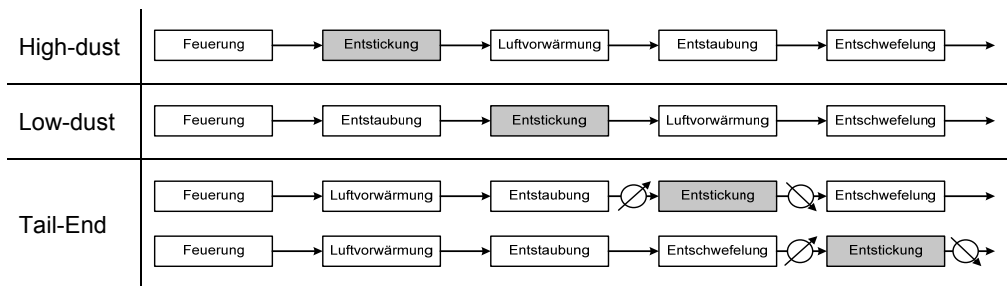 High-dust
Feuerung Entstickung Luftvorwärmung Entstaubung Entschwefelung
Low-dust
Feuerung Entstaubung Entstickung Luftvorwärmung Entschwefelung
Tail-End
Feuerung Luftvorwärmung Entstaubung Entstickung Entschwefelung
Feuerung Luftvorwärmung Entstaubung Entschwefelung Entstickung